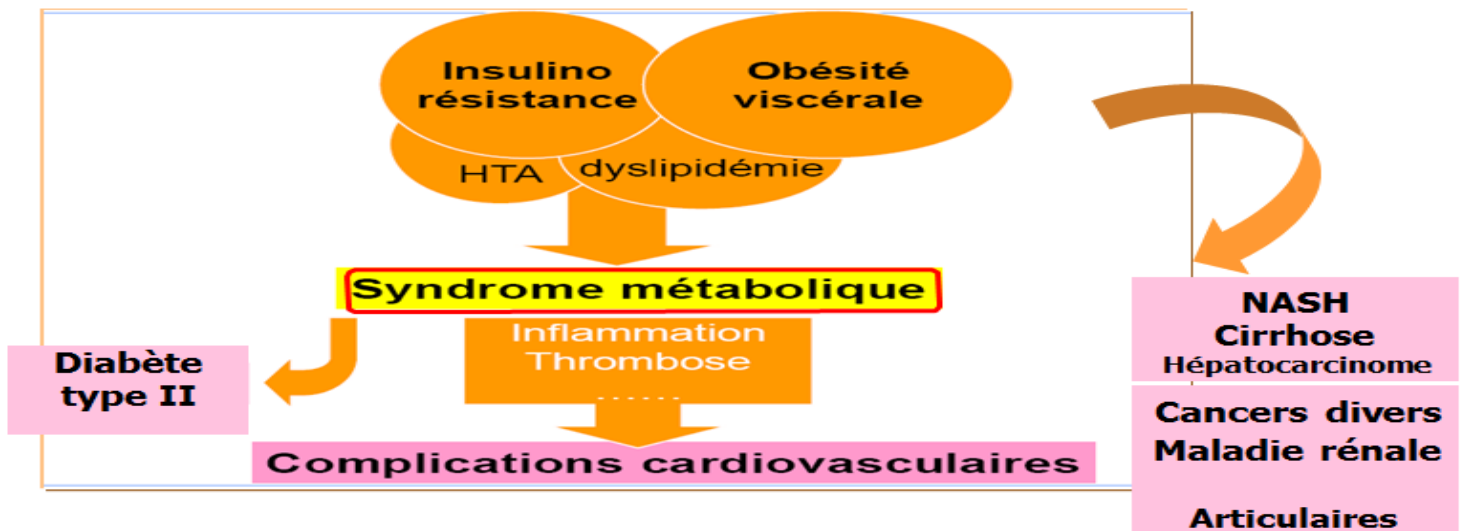 Insulino
résistance
Obésité
viscérale
HTA
dyslipidémie
Syndrome métabolique
Inflammation
Thrombose
......
Diabète
type II
Complications cardiovasculaires
NASH
Cirrhose
Hépatocarcinome
Cancers divers
Maladie rénale
Articulaires